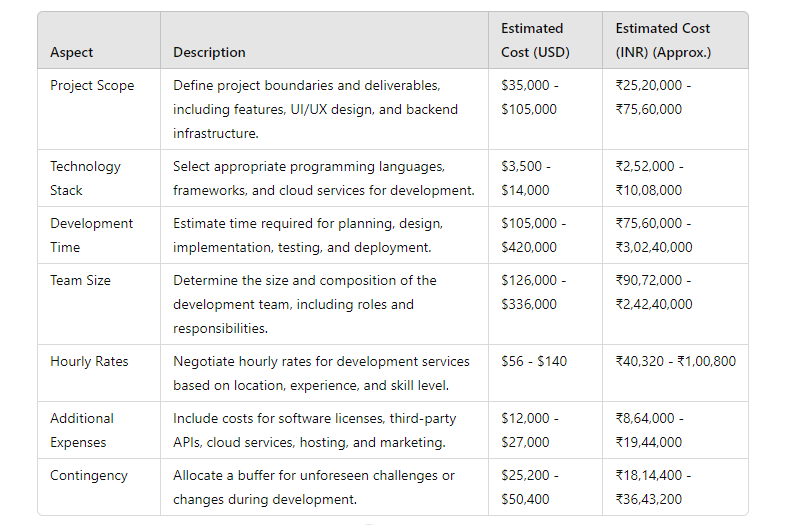 Aspect
Description
Estimated
Cost (USD)
Estimated Cost
(INR) (Approx.)
Project Scope
Define project boundaries and deliverables,
including features, UI/UX design, and backend
infrastructure.
$35,000 -
$105,000
₹25,20,000 -
₹75,60,000
Technology
Stack
Select appropriate programming languages,
frameworks, and cloud services for development.
$3,500 -
$14,000
₹2,52,000 -
₹10,08,000
Development
Time
Estimate time required for planning, design,
implementation, testing, and deployment.
$105,000 -
$420,000
₹75,60,000 -
₹3,02,40,000
Team Size
Determine the size and composition of the
development team, including roles and
responsibilities.
$126,000 -
$336,000
₹90,72,000 -
₹2,42,40,000
Hourly Rates
Negotiate hourly rates for development services
based on location, experience, and skill level.
$56 - $140
₹40,320 - ₹1,00,800
Additional
Expenses
Include costs for software licenses, third-party
APIs, cloud services, hosting, and marketing.
$12,000 -
$27,000
₹8,64,000 -
₹19,44,000
Contingency
Allocate a buffer for unforeseen challenges or
changes during development.
$25,200 -
$50,400
₹18,14,400 -
₹36,43,200